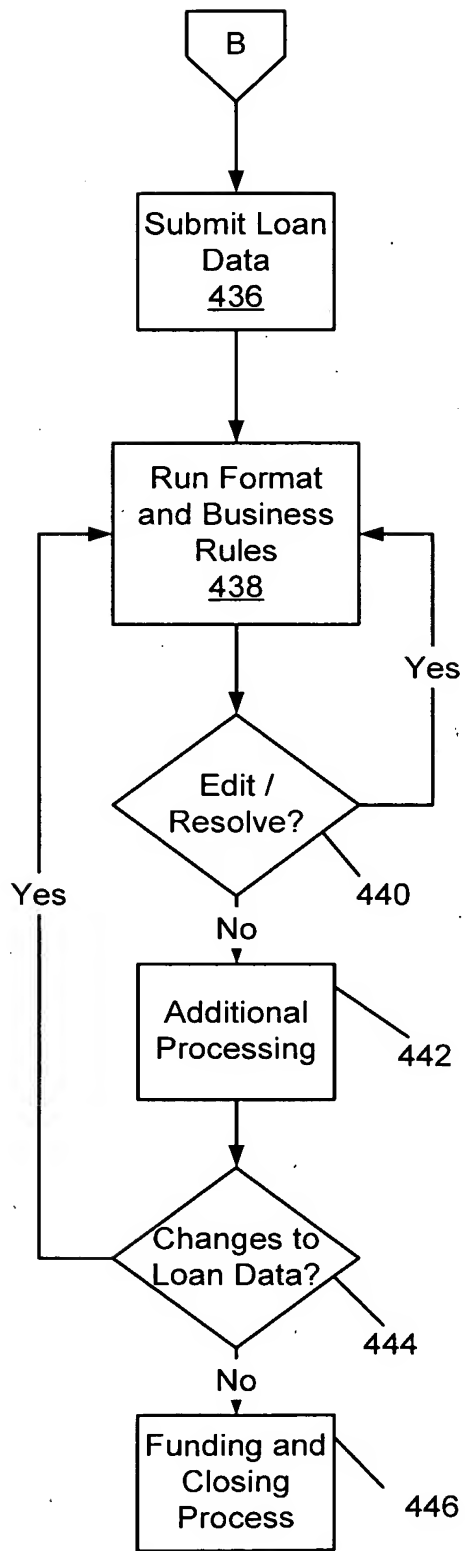 B
Submit Loan
Data
436
Run Format
and Business
Rules
438
Yes
Edit /
Resolve?
440
Yes
No
Additional
Processing
442
Changes to
Loan Data?
444
No
Funding and
Closing
Process
446